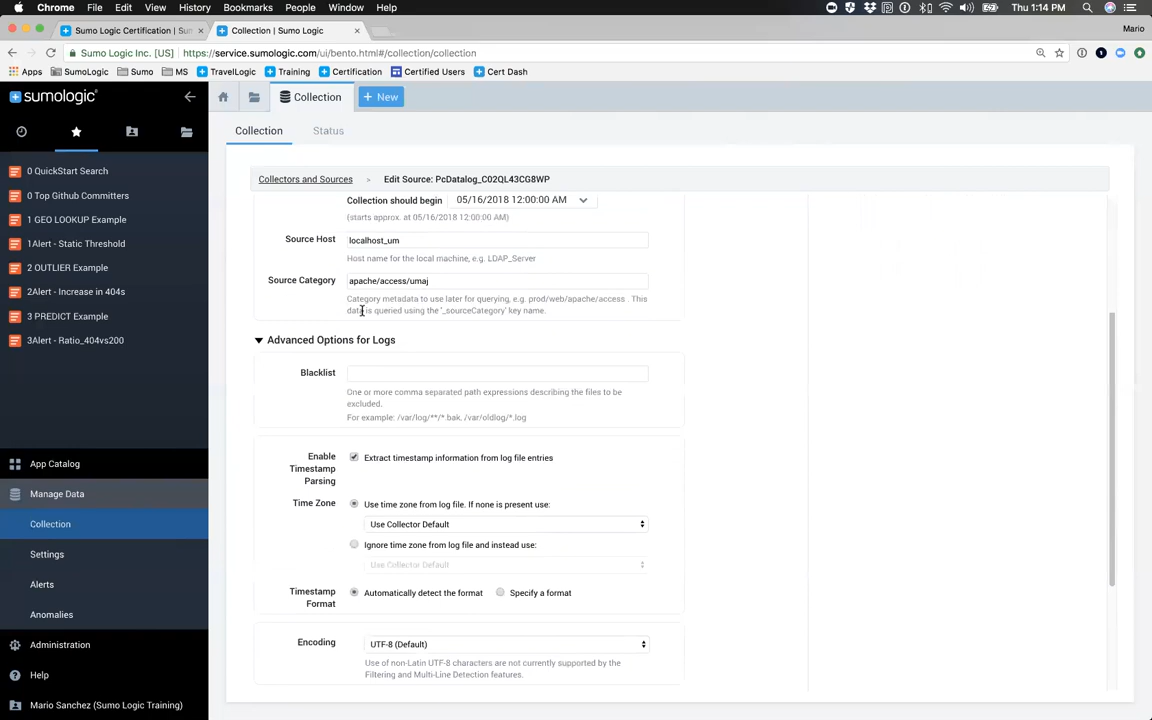 Chrome File Edit View History Bookmarks People Window Help Thu 1:14 PM
Sumo Logic Certification | Sum × Collection | Sumo Logic × Mario
Sumo Logic Inc. [US] https://service.sumologic.com/ui/bento.html#/collection/collection
Apps SumoLogic Sumo MS TravelLogic Training Certification Certified Users Cert Dash
sumologic
Collection + New
Collection Status
0 QuickStart Search
0 Top Github Committers
1 GEO LOOKUP Example
1Alert - Static Threshold
2 OUTLIER Example
2Alert - Increase in 404s
3 PREDICT Example
3Alert - Ratio_404vs200
App Catalog
Manage Data
Collection
Settings
Alerts
Anomalies
Administration
Help
Mario Sanchez (Sumo Logic Training)
Collectors and Sources > Edit Source: PcDatalog_C02QL43CG8WP
Collection should begin 05/16/2018 12:00:00 AM
(starts approx. at 05/16/2018 12:00:00 AM)
Source Host localhost_um
Host name for the local machine, e.g. LDAP_Server
Source Category apache/access/umaj
Category metadata to use later for querying, e.g. prod/web/apache/access . This
data is queried using the '_sourceCategory' key name.
Advanced Options for Logs
Blacklist
One or more comma separated path expressions describing the files to be
excluded.
For example: /var/log/**/*.bak, /var/oldlog/*.log
Enable
Timestamp
Parsing
Extract timestamp information from log file entries
Time Zone Use time zone from log file. If none is present use:
Use Collector Default
Ignore time zone from log file and instead use:
Use Collector Default
Timestamp
Format
Automatically detect the format Specify a format
Encoding UTF-8 (Default)
Use of non-Latin UTF-8 characters are not currently supported by the
Filtering and Multi-Line Detection features.